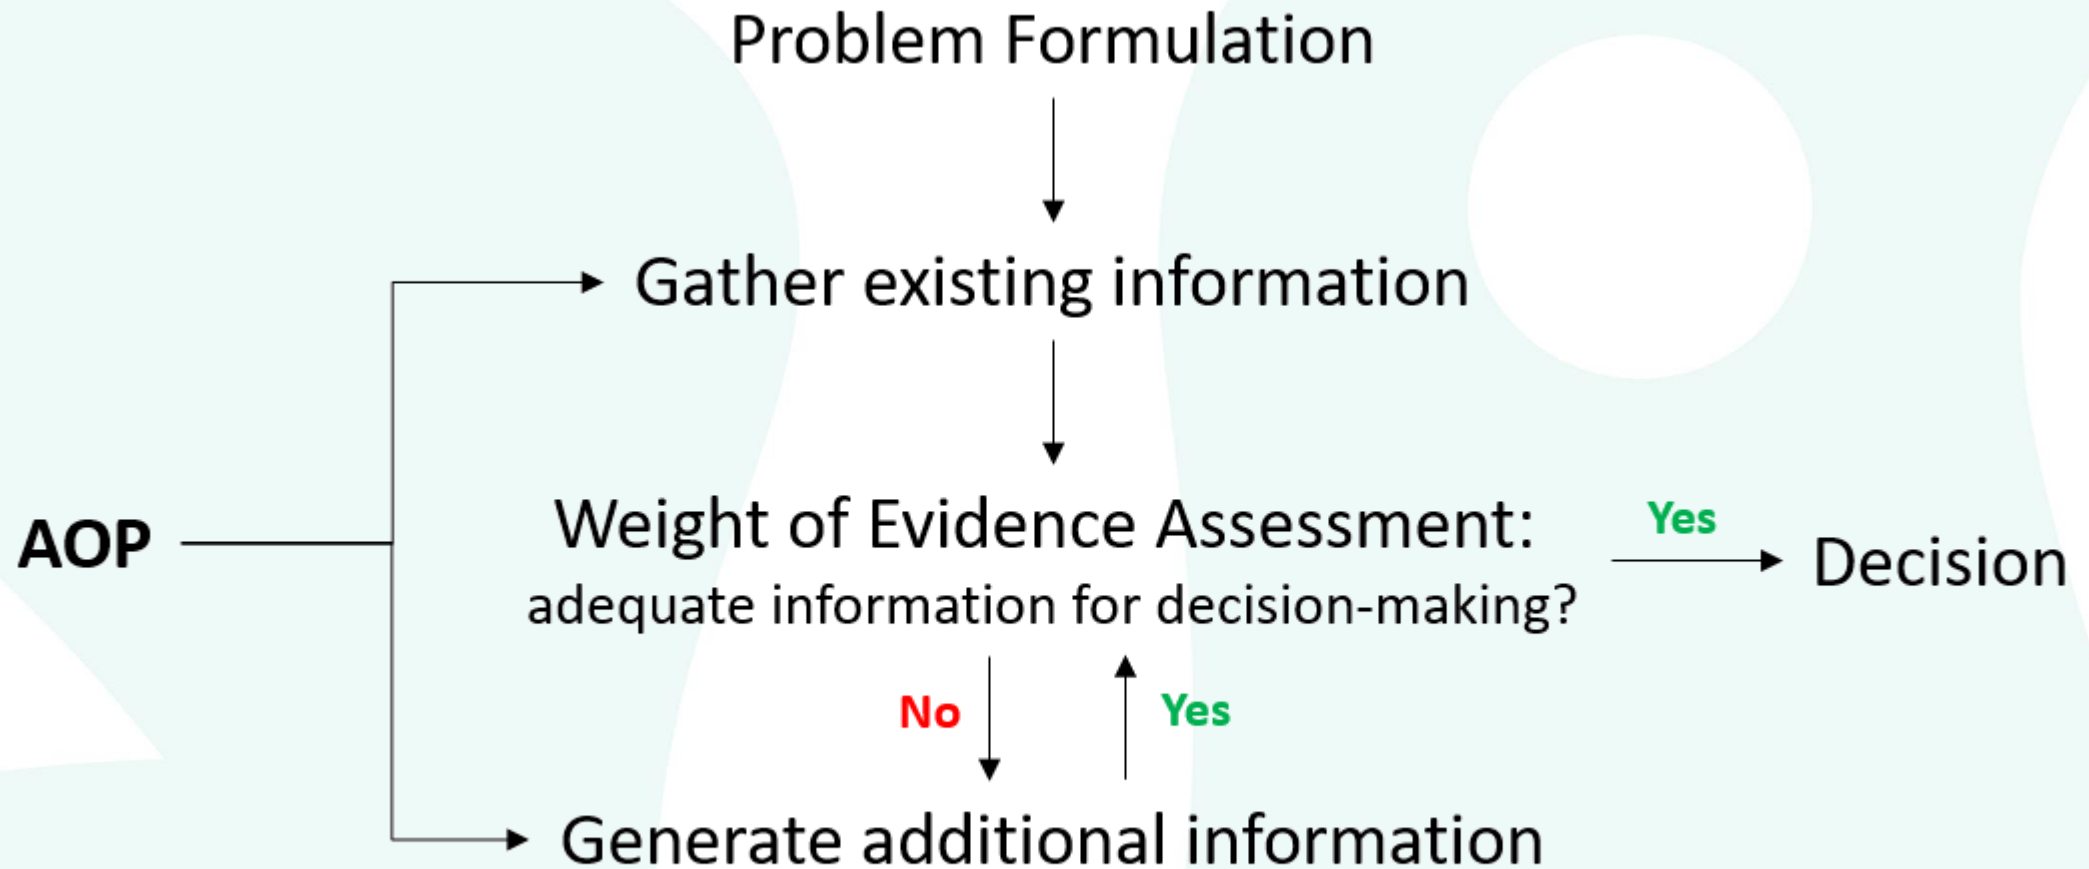 Problem Formulation
Gather existing information
AOP
Weight of Evidence Assessment:
adequate information for decision-making?
Yes
Decision
No
Yes
Generate additional information